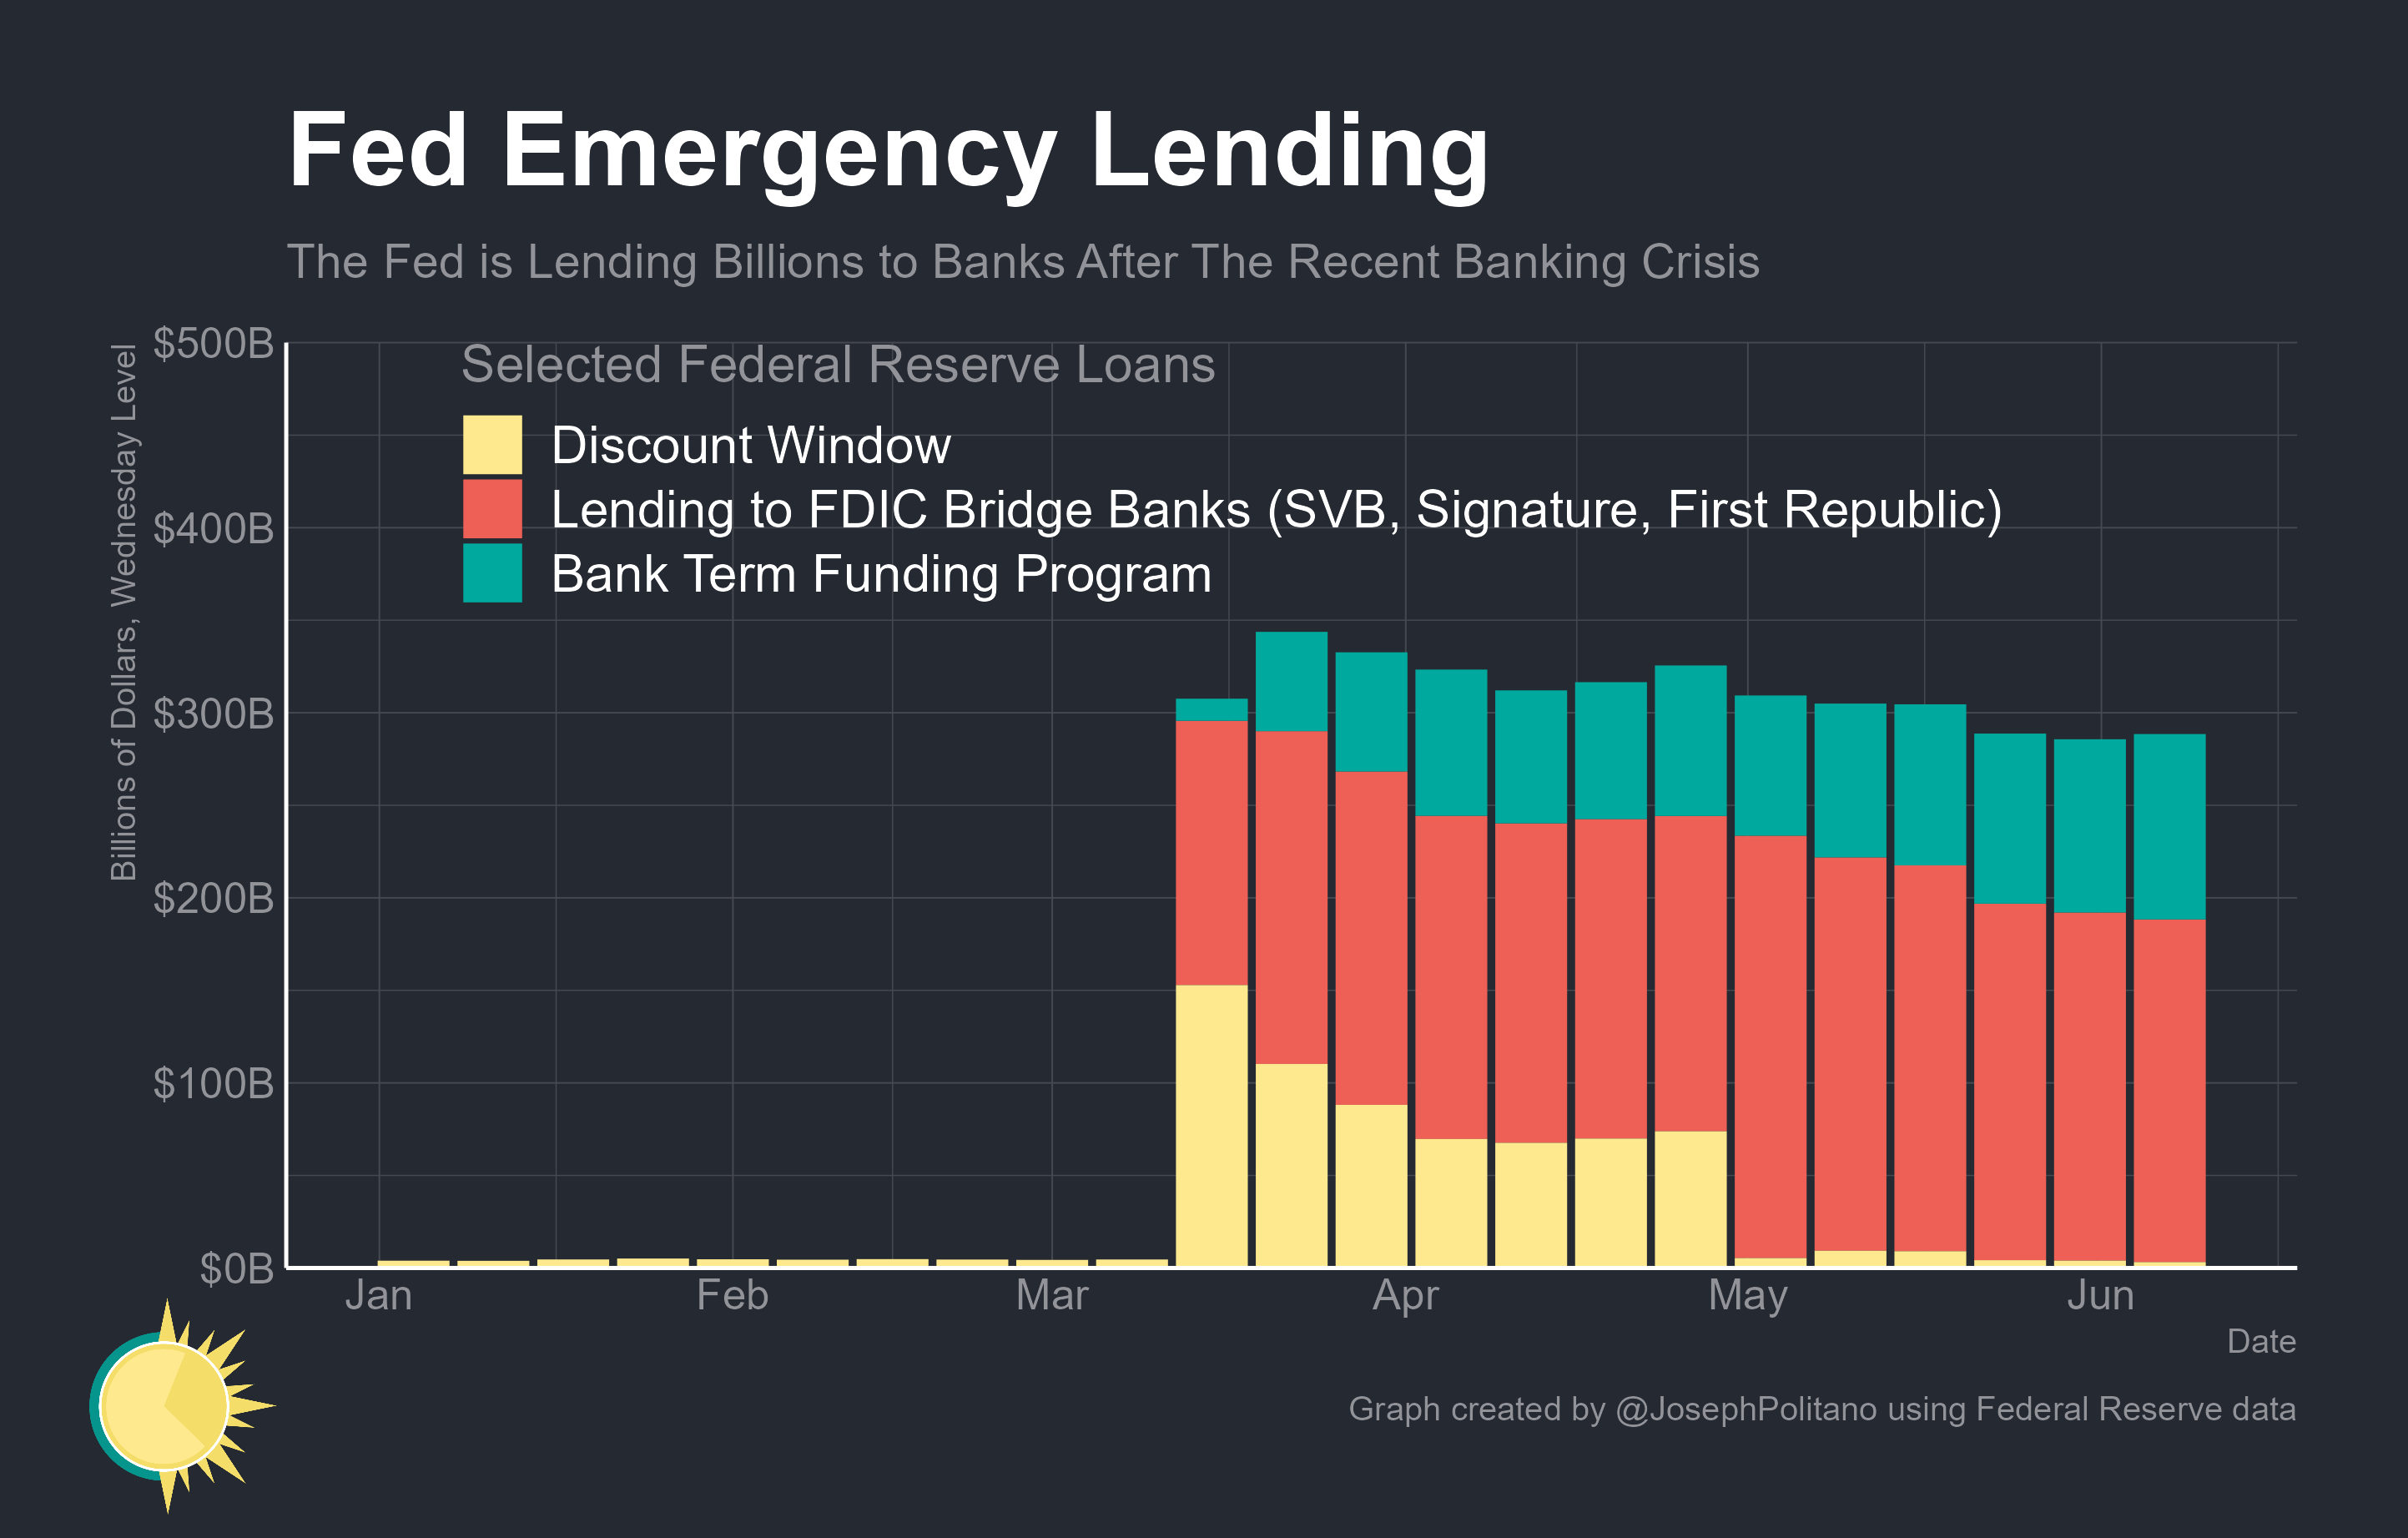 Fed Emergency Lending
The Fed is Lending Billions to Banks After The Recent Banking Crisis
Billions of Dollars, Wednesday Level
$500B
$400B
$300B
$200B
$100B
$0B
Selected Federal Reserve Loans
Discount Window
Lending to FDIC Bridge Banks (SVB, Signature, First Republic)
Bank Term Funding Program
Jan Feb Mar Apr May Jun
Date
Graph created by @JosephPolitano using Federal Reserve data